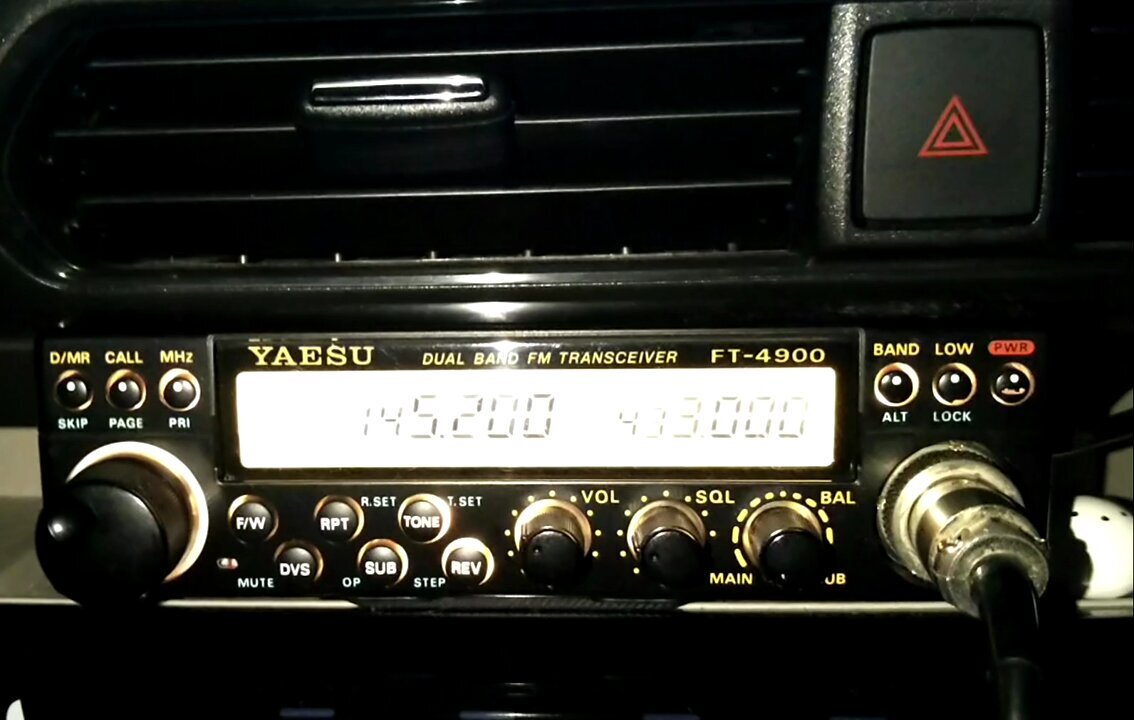 D/MR CALL MHz
YAESU DUAL BAND FM TRANSCEIVER FT-4900
BAND LOW PWR
SKIP PAGE PRI
145.200 433.000
ALT LOCK
R.SET T.SET VOL SQL BAL
F/W RPT TONE
DVS SUB REV
MUTE OP STEP MAIN